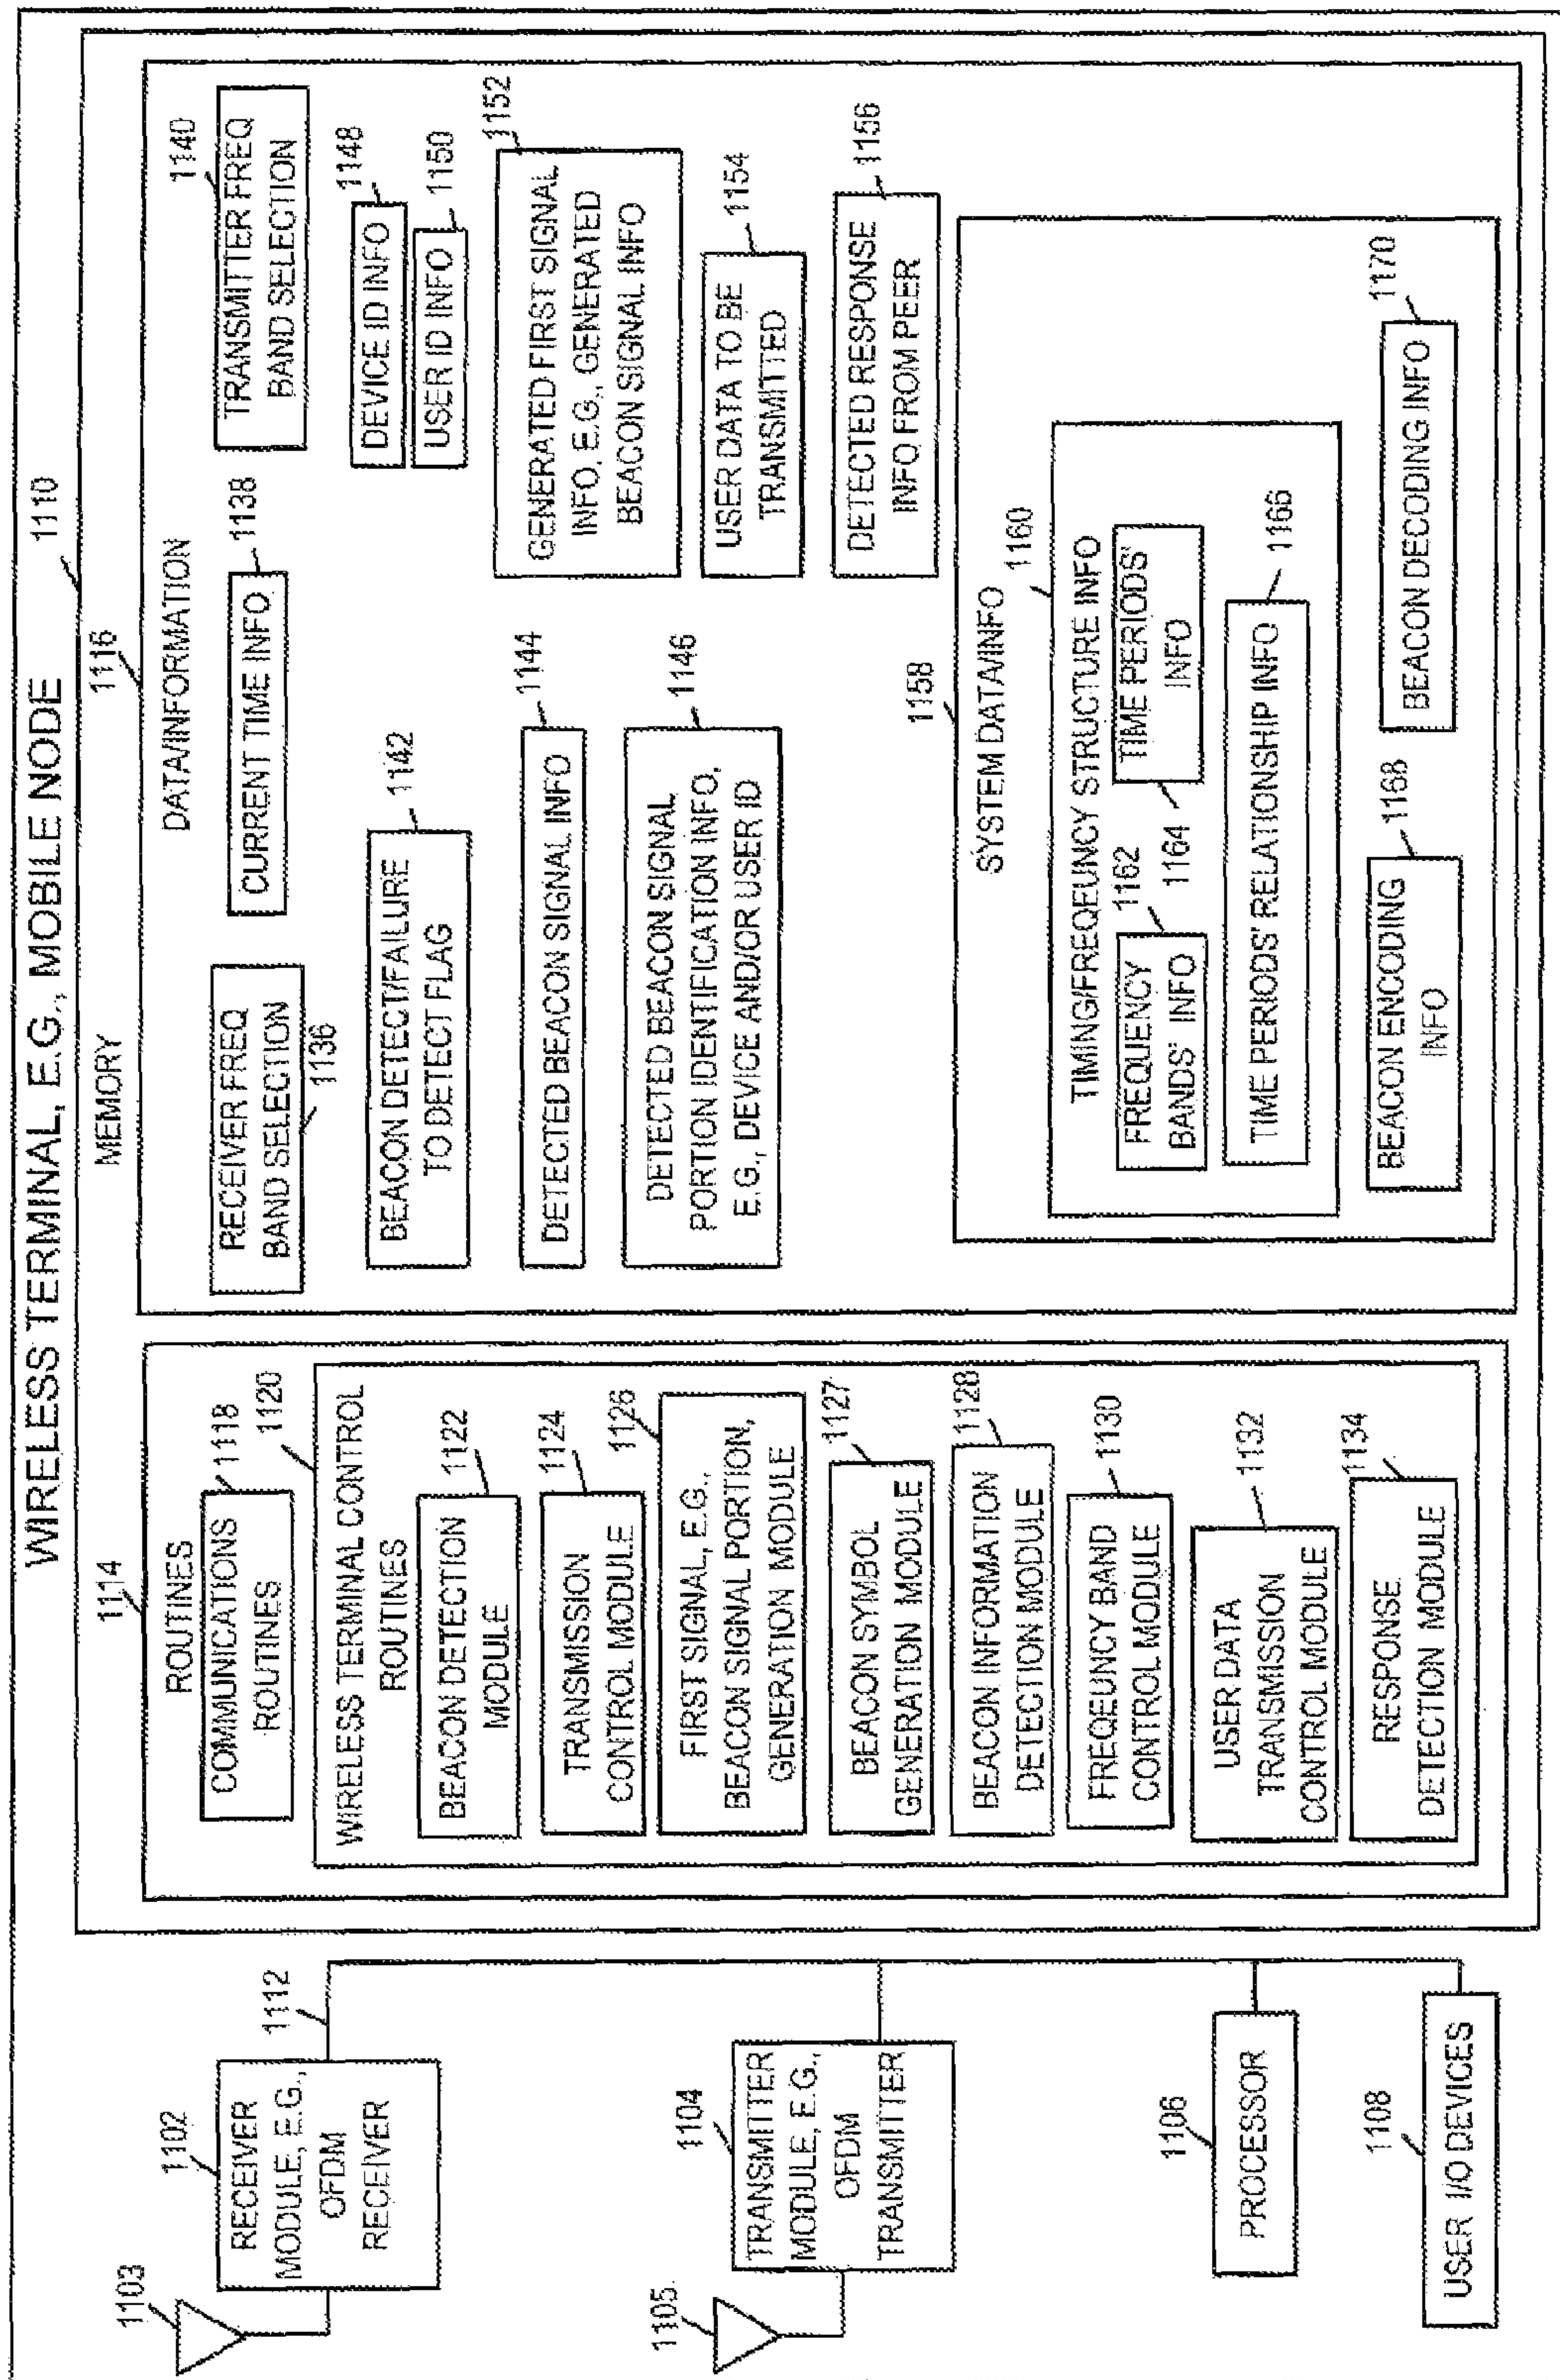 WIRELESS TERMINAL, E.G., MOBILE NODE
1110
1103
1102
RECEIVER
MODULE, E.G.,
OFDM
RECEIVER
1112
1105
1104
TRANSMITTER
MODULE, E.G.,
OFDM
TRANSMITTER
1106
PROCESSOR
1108
USER I/O DEVICES
MEMORY
1114
ROUTINES
COMMUNICATIONS
ROUTINES
1118
1120
WIRELESS TERMINAL CONTROL
ROUTINES
BEACON DETECTION
MODULE
1122
TRANSMISSION
CONTROL MODULE
1124
1126
FIRST SIGNAL, E.G.,
BEACON SIGNAL PORTION,
GENERATION MODULE
BEACON SYMBOL
GENERATION MODULE
1127
BEACON INFORMATION
DETECTION MODULE
1128
FREQEUNCY BAND
CONTROL MODULE
1130
USER DATA
TRANSMISSION
CONTROL MODULE
1132
RESPONSE
DETECTION MODULE
1134
1116
DATA/INFORMATION
RECEIVER FREQ
BAND SELECTION
1136
CURRENT TIME INFO
1138
TRANSMITTER FREQ
BAND SELECTION
1140
BEACON DETECT/FAILURE
TO DETECT FLAG
1142
DEVICE ID INFO
1148
USER ID INFO
1150
DETECTED BEACON SIGNAL INFO
1144
GENERATED FIRST SIGNAL
INFO, E.G., GENERATED
BEACON SIGNAL INFO
1152
DETECTED BEACON SIGNAL
PORTION IDENTIFICATION INFO,
E.G., DEVICE AND/OR USER ID
1146
USER DATA TO BE
TRANSMITTED
1154
DETECTED RESPONSE
INFO FROM PEER
1156
1158
SYSTEM DATA/INFO
1160
TIMING/FREQEUNCY STRUCTURE INFO
FREQUENCY
BANDS' INFO
1162
TIME PERIODS'
INFO
1164
TIME PERIODS' RELATIONSHIP INFO
1166
BEACON ENCODING
INFO
1168
BEACON DECODING INFO
1170